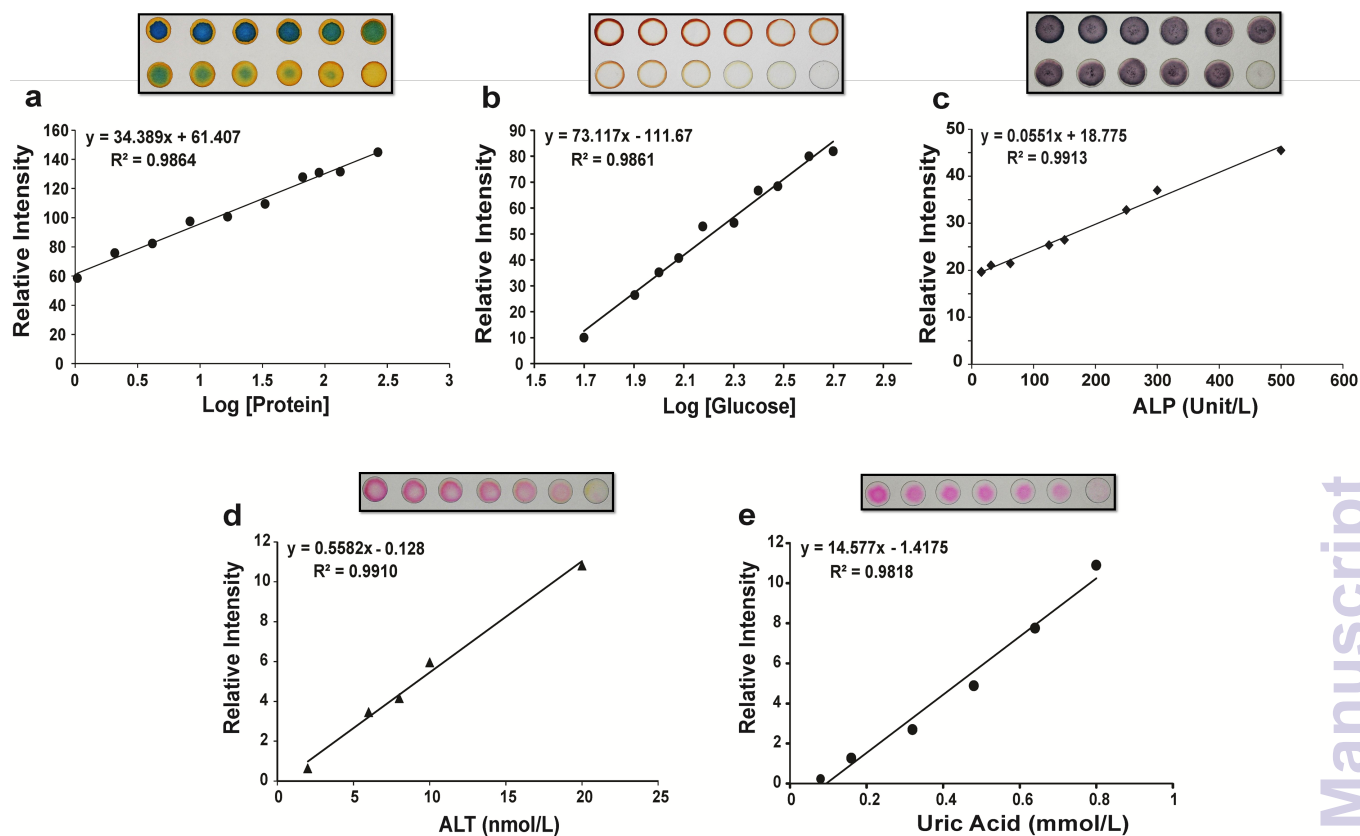 a
y = 34.389x + 61.407
R² = 0.9864
Relative Intensity
160
140
120
100
80
60
40
20
0
0 0.5 1 1.5 2 2.5 3
Log [Protein]
b
y = 73.117x - 111.67
R² = 0.9861
Relative Intensity
90
80
70
60
50
40
30
20
10
0
1.5 1.7 1.9 2.1 2.3 2.5 2.7 2.9
Log [Glucose]
c
y = 0.0551x + 18.775
R² = 0.9913
Relative Intensity
50
40
30
20
10
0
0 100 200 300 400 500 600
ALP (Unit/L)
d
y = 0.5582x - 0.128
R² = 0.9910
Relative Intensity
12
10
8
6
4
2
0
0 5 10 15 20 25
ALT (nmol/L)
e
y = 14.577x - 1.4175
R² = 0.9818
Relative Intensity
12
10
8
6
4
2
0
0 0.2 0.4 0.6 0.8 1
Uric Acid (mmol/L)
Manuscript